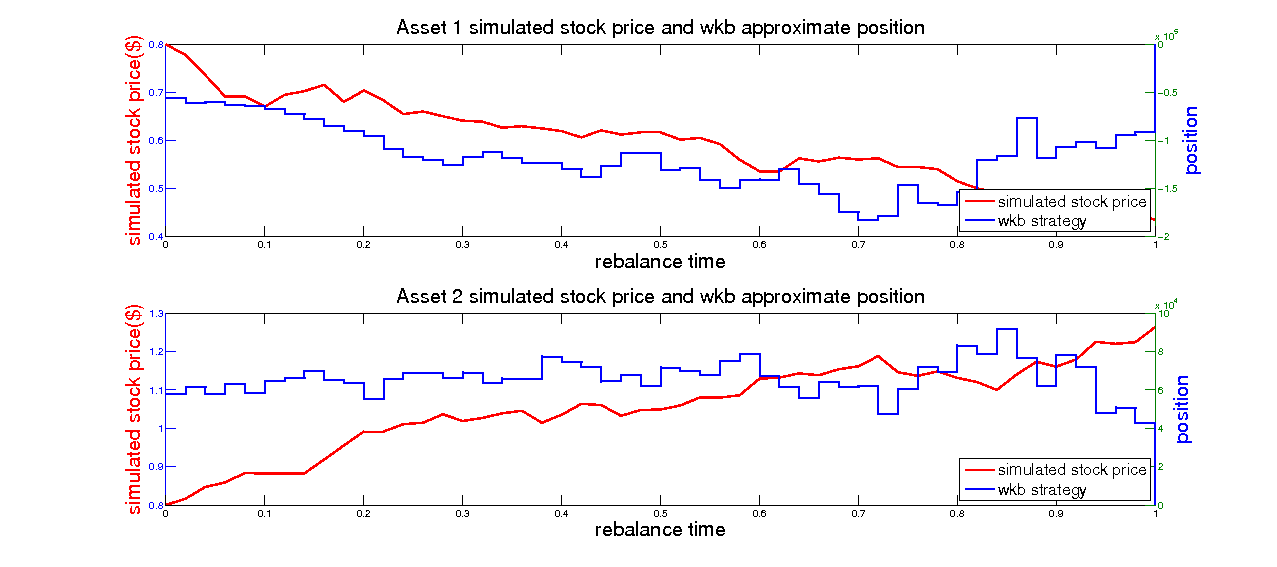 Asset 1 simulated stock price and wkb approximate position
simulated stock price($)
0.8
0.7
0.6
0.5
0.4
x 10^5
0
−0.5
−1
−1.5
−2
position
simulated stock price
wkb strategy
0 0.1 0.2 0.3 0.4 0.5 0.6 0.7 0.8 0.9 1
rebalance time
Asset 2 simulated stock price and wkb approximate position
simulated stock price($)
1.3
1.2
1.1
1
0.9
0.8
x 10^4
10
8
6
4
2
0
position
simulated stock price
wkb strategy
0 0.1 0.2 0.3 0.4 0.5 0.6 0.7 0.8 0.9 1
rebalance time